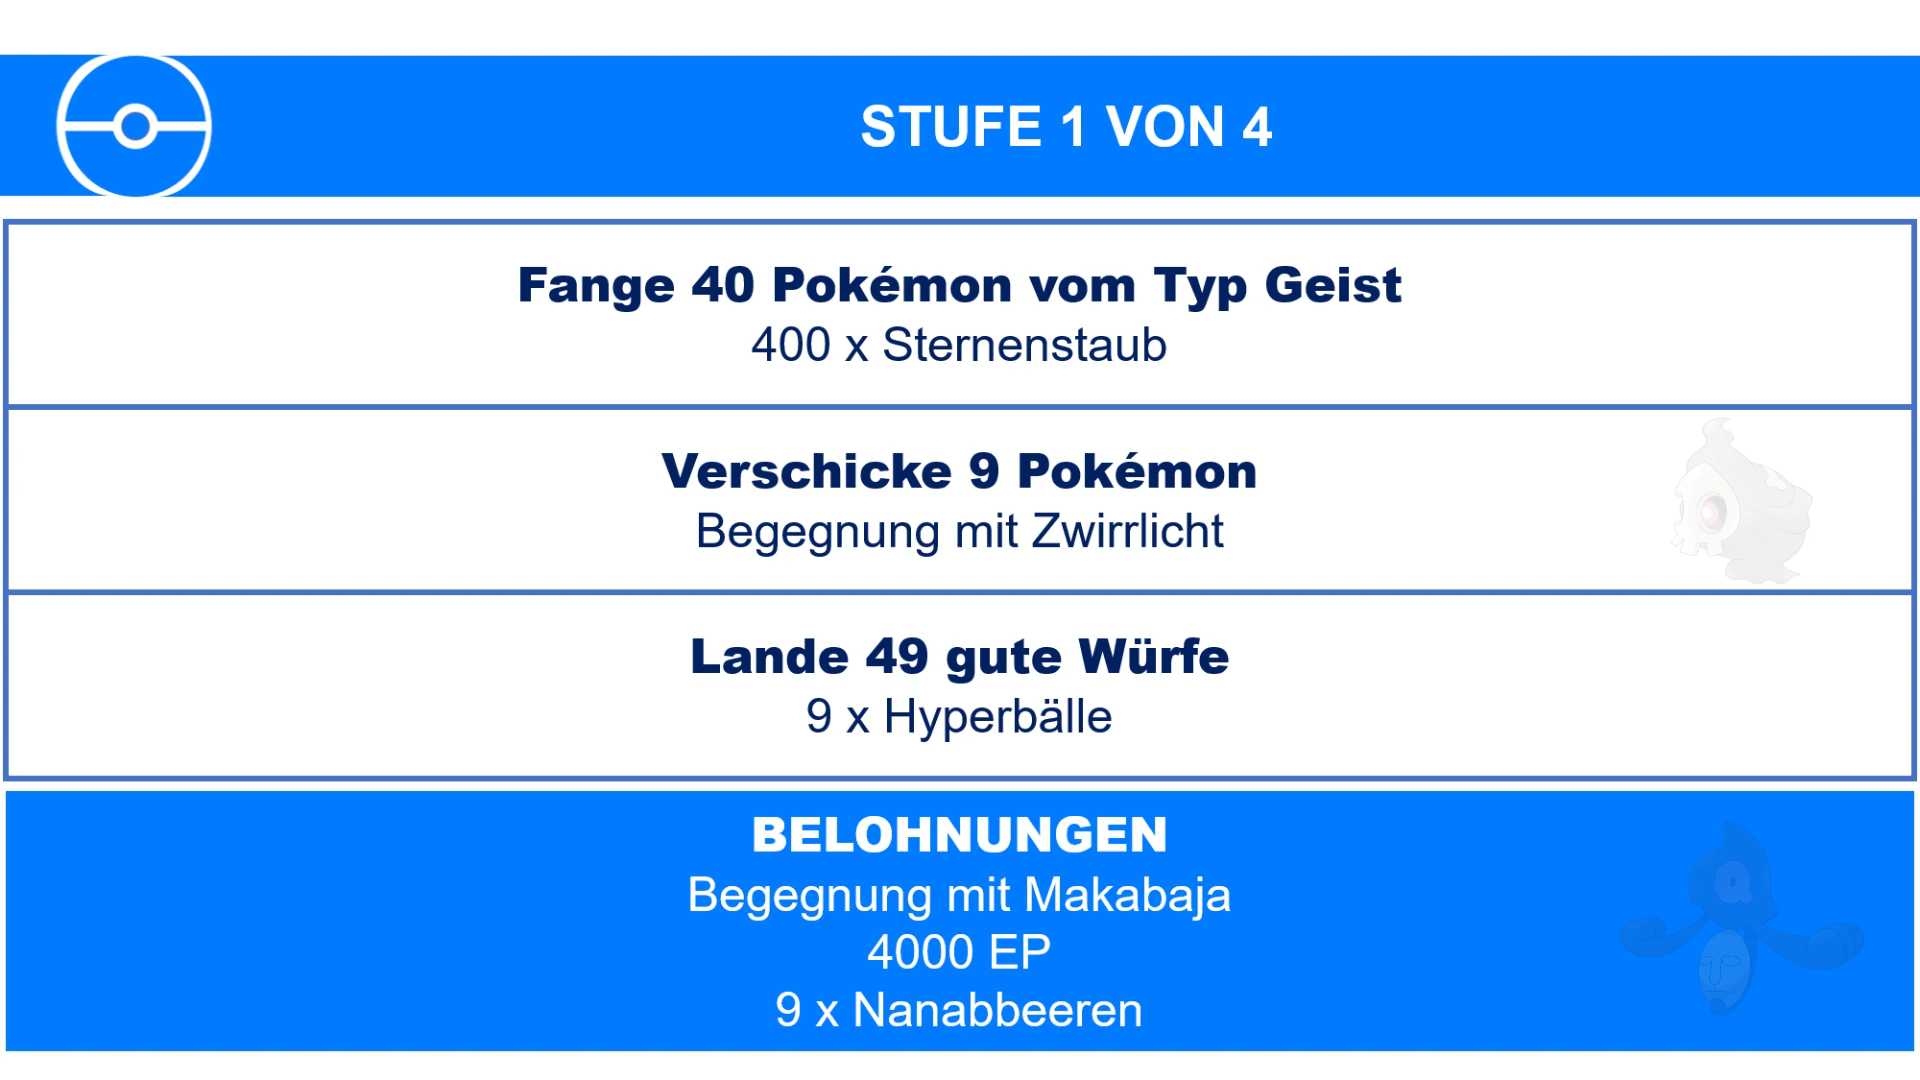 STUFE 1 VON 4
Fange 40 Pokémon vom Typ Geist
400 x Sternenstaub
Verschicke 9 Pokémon
Begegnung mit Zwirrlicht
Lande 49 gute Würfe
9 x Hyperbälle
BELOHNUNGEN
Begegnung mit Makabaja
4000 EP
9 x Nanabbeeren